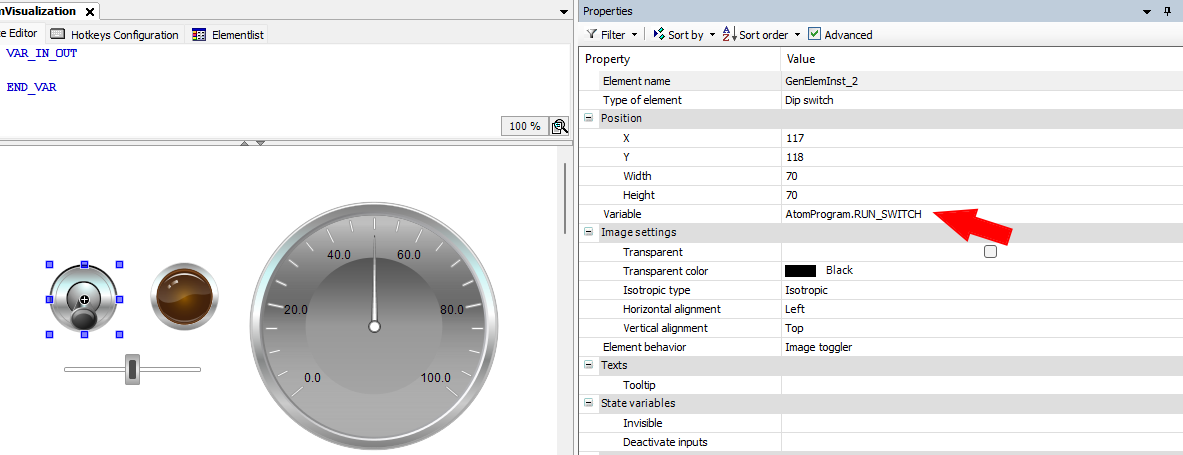 mVisualization
e Editor Hotkeys Configuration Elementlist
VAR_IN_OUT
END_VAR
100 %
40.0 60.0
20.0 80.0
0.0 100.0
Properties
Filter Sort by Sort order Advanced
Property Value
Element name GenElemInst_2
Type of element Dip switch
Position
X 117
Y 118
Width 70
Height 70
Variable AtomProgram.RUN_SWITCH
Image settings
Transparent
Transparent color Black
Isotropic type Isotropic
Horizontal alignment Left
Vertical alignment Top
Element behavior Image toggler
Texts
Tooltip
State variables
Invisible
Deactivate inputs